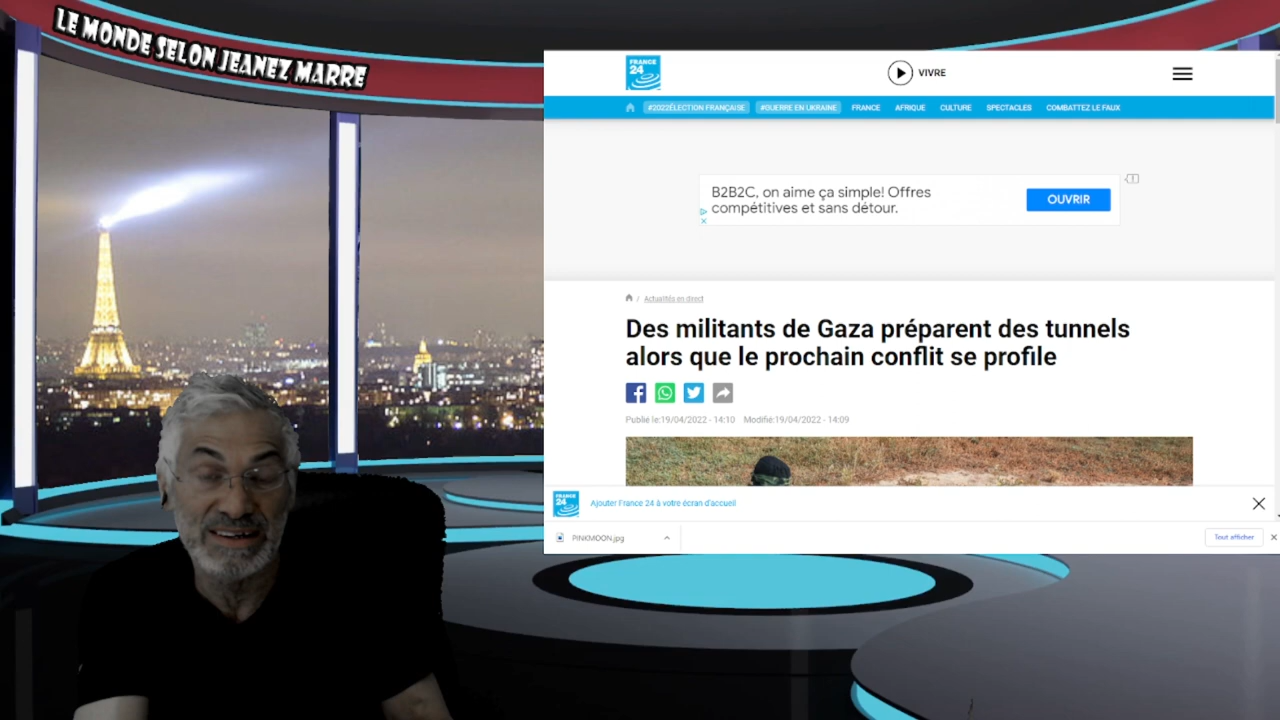 LE MONDE SELON JEANEZ MARRE
FRANCE
24
VIVRE
#2022ÉLECTION FRANÇAISE #GUERRE EN UKRAINE FRANCE AFRIQUE CULTURE SPECTACLES COMBATTEZ LE FAUX
B2B2C, on aime ça simple! Offres
compétitives et sans détour.
OUVRIR
/ Actualités en direct
Des militants de Gaza préparent des tunnels
alors que le prochain conflit se profile
Publié le:19/04/2022 - 14:10 Modifié:19/04/2022 - 14:09
FRANCE
24
Ajouter France 24 à votre écran d'accueil
PINKMOON.jpg
Tout afficher